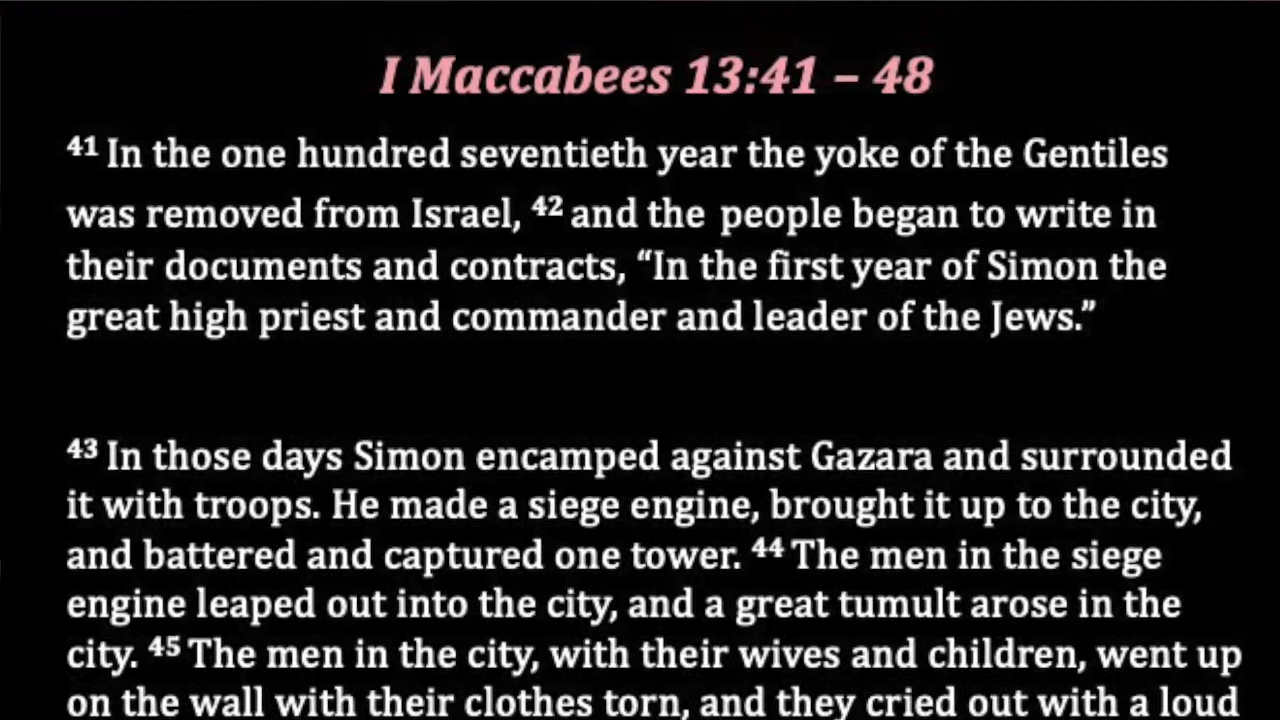 I Maccabees 13:41 – 48
41 In the one hundred seventieth year the yoke of the Gentiles
was removed from Israel, 42 and the people began to write in
their documents and contracts, “In the first year of Simon the
great high priest and commander and leader of the Jews.”
43 In those days Simon encamped against Gazara and surrounded
it with troops. He made a siege engine, brought it up to the city,
and battered and captured one tower. 44 The men in the siege
engine leaped out into the city, and a great tumult arose in the
city. 45 The men in the city, with their wives and children, went up
on the wall with their clothes torn, and they cried out with a loud